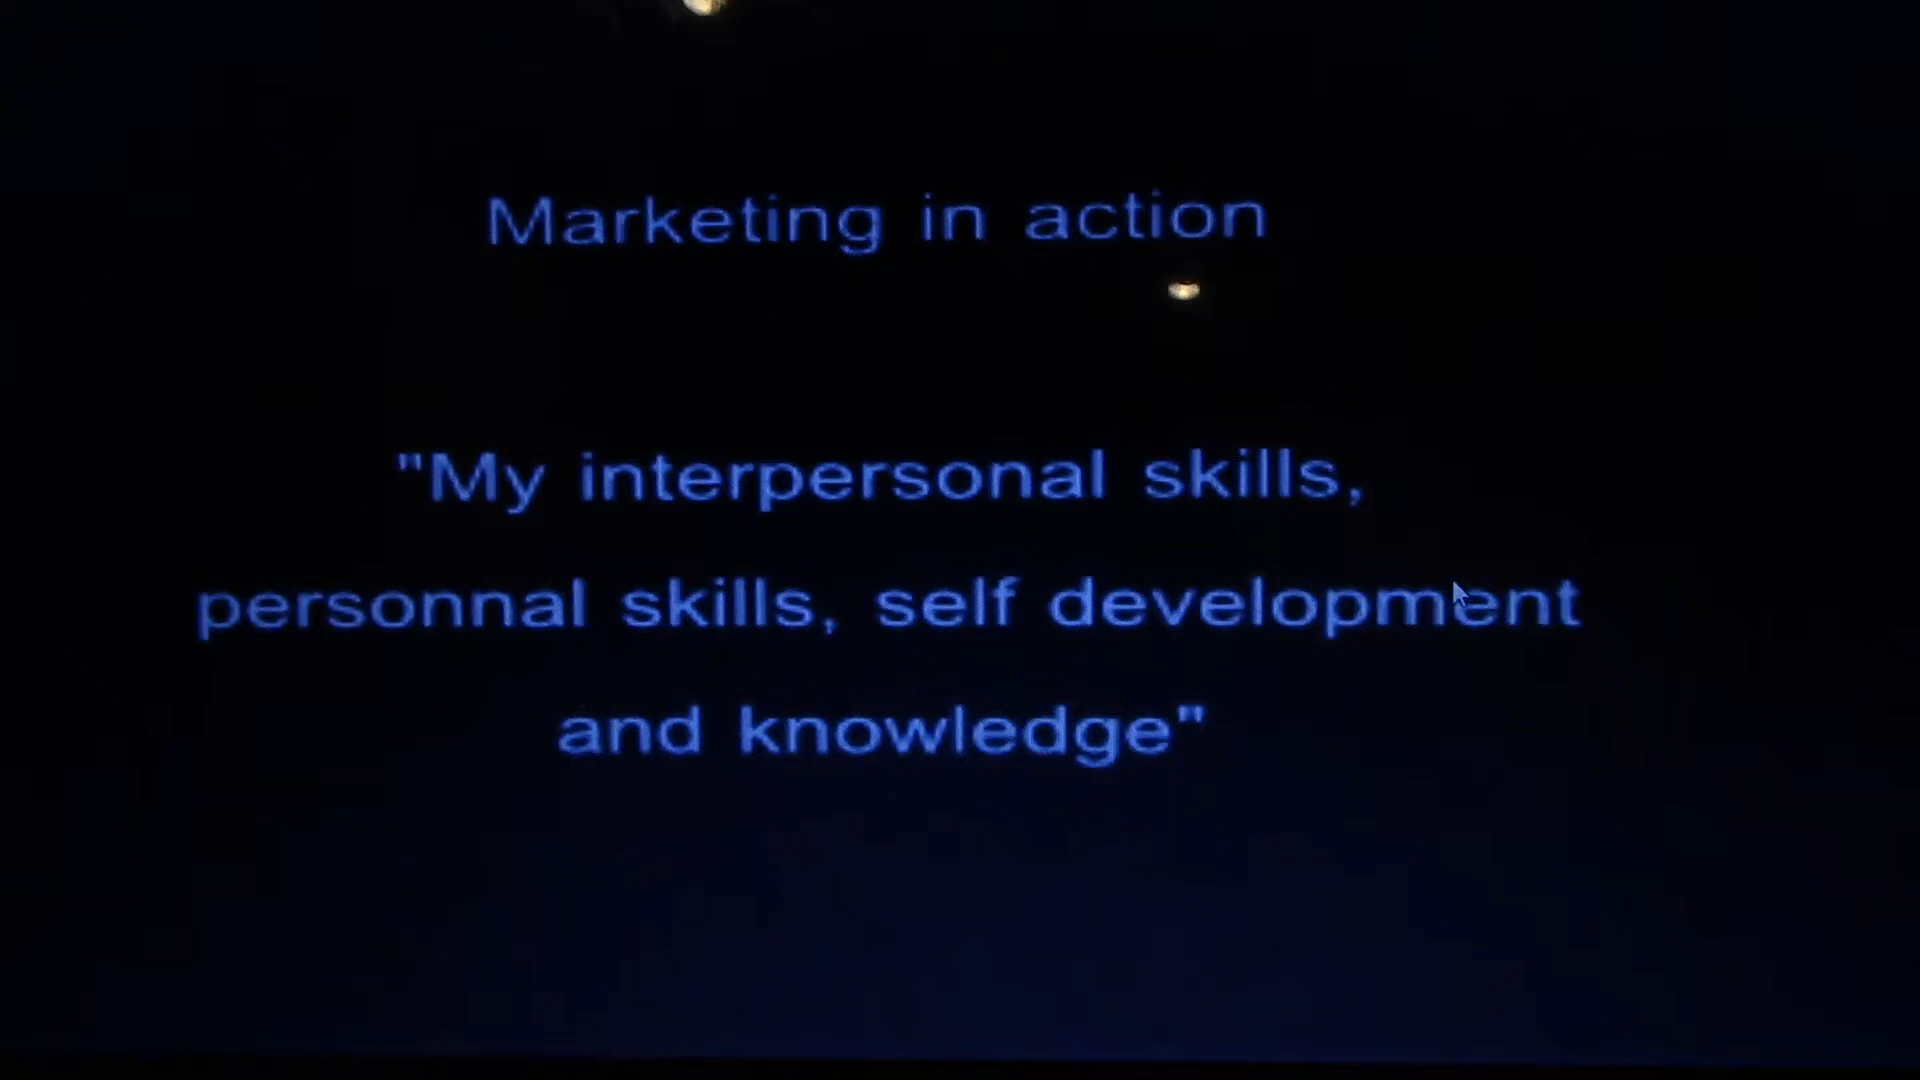 Marketing in action
"My interpersonal skills,
personnal skills, self development
and knowledge"